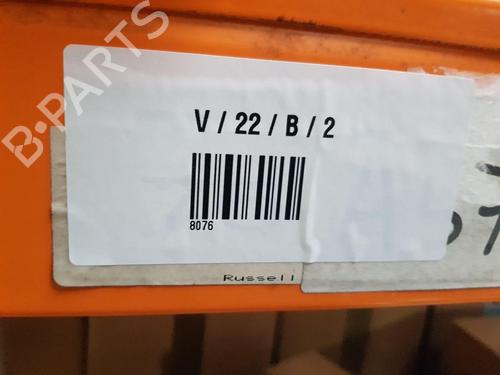 B-PARTS
V / 22 / B / 2
8076
Russell